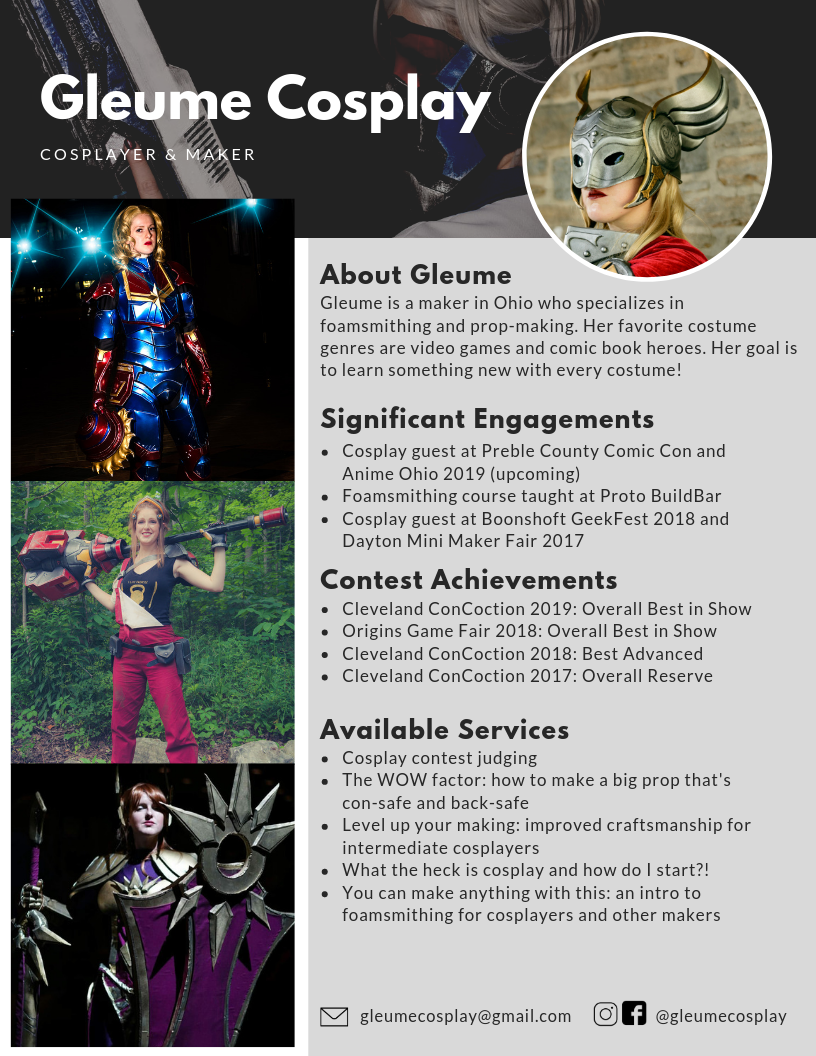 Gleume Cosplay
COSPLAYER & MAKER
About Gleume
Gleume is a maker in Ohio who specializes in
foamsmithing and prop-making. Her favorite costume
genres are video games and comic book heroes. Her goal is
to learn something new with every costume!
Significant Engagements
• Cosplay guest at Preble County Comic Con and
Anime Ohio 2019 (upcoming)
• Foamsmithing course taught at Proto BuildBar
• Cosplay guest at Boonshoft GeekFest 2018 and
Dayton Mini Maker Fair 2017
Contest Achievements
• Cleveland ConCoction 2019: Overall Best in Show
• Origins Game Fair 2018: Overall Best in Show
• Cleveland ConCoction 2018: Best Advanced
• Cleveland ConCoction 2017: Overall Reserve
Available Services
• Cosplay contest judging
• The WOW factor: how to make a big prop that's
con-safe and back-safe
• Level up your making: improved craftsmanship for
intermediate cosplayers
• What the heck is cosplay and how do I start?!
• You can make anything with this: an intro to
foamsmithing for cosplayers and other makers
gleumecosplay@gmail.com @gleumecosplay